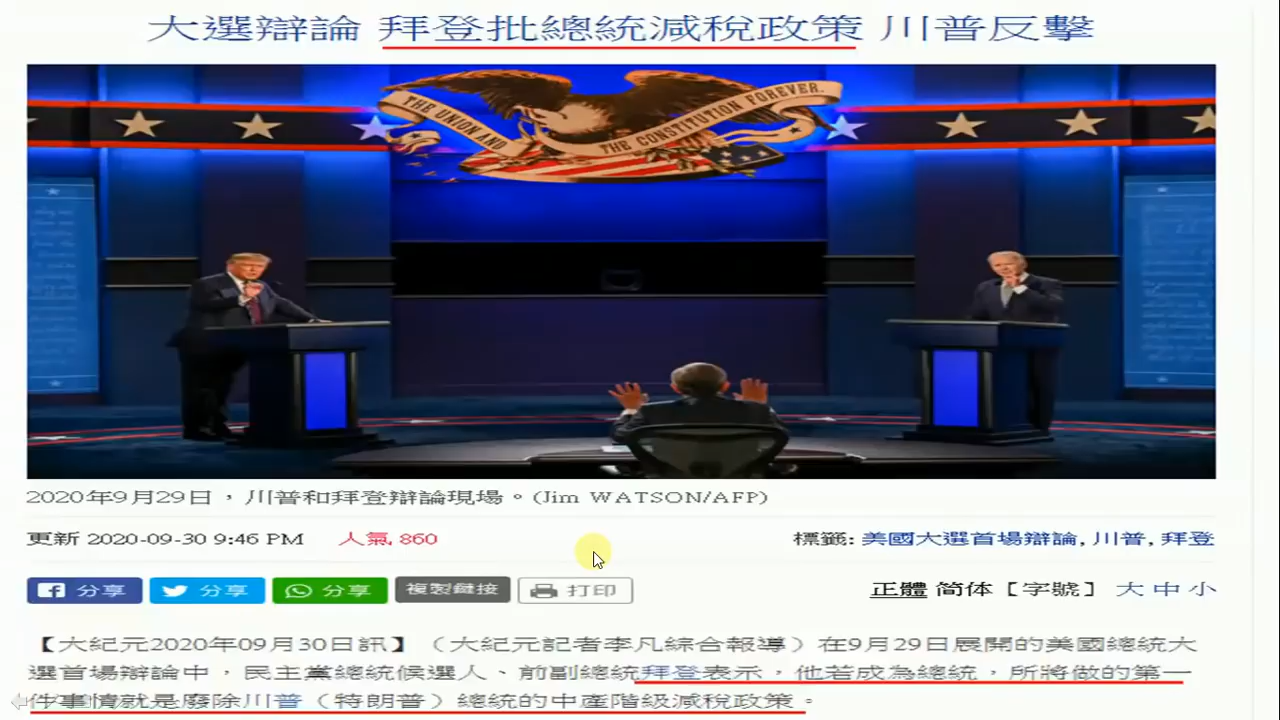 大選辯論 拜登批總統減稅政策 川普反擊
THE UNION AND THE CONSTITUTION FOREVER.
2020年9月29日，川普和拜登辯論現場。(Jim WATSON/AFP)
更新 2020-09-30 9:46 PM 人氣 860 標籤: 美國大選首場辯論, 川普, 拜登
分享 分享 分享 複製鏈接 打印 正體 简体 [字號] 大 中 小
【大紀元2020年09月30日訊】（大紀元記者李凡綜合報導）在9月29日展開的美國總統大
選首場辯論中，民主黨總統候選人、前副總統拜登表示，他若成為總統，所將做的第一
件事情就是廢除川普（特朗普）總統的中產階級減稅政策。